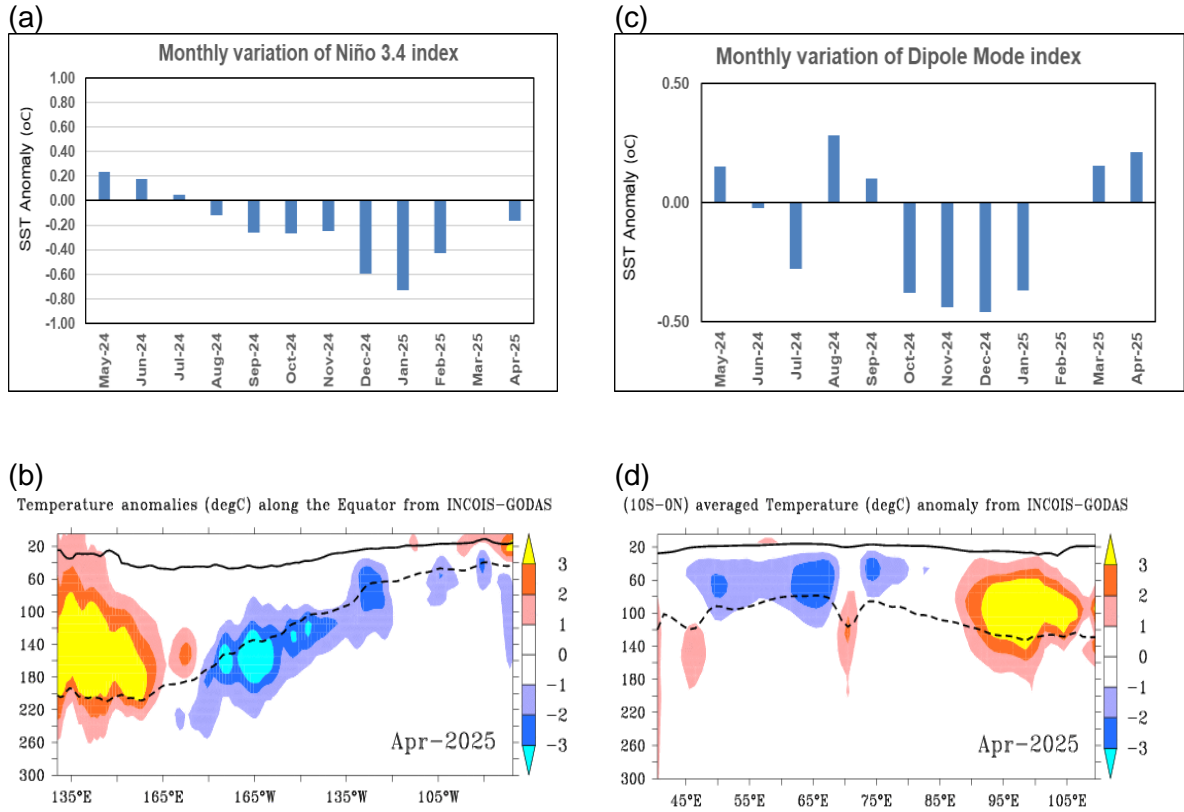 (a)
Monthly variation of Niño 3.4 index
SST Anomaly (oC)
1.00
0.80
0.60
0.40
0.20
0.00
-0.20
-0.40
-0.60
-0.80
-1.00
May-24
Jun-24
Jul-24
Aug-24
Sep-24
Oct-24
Nov-24
Dec-24
Jan-25
Feb-25
Mar-25
Apr-25
(c)
Monthly variation of Dipole Mode index
SST Anomaly (oC)
0.50
0.00
-0.50
May-24
Jun-24
Jul-24
Aug-24
Sep-24
Oct-24
Nov-24
Dec-24
Jan-25
Feb-25
Mar-25
Apr-25
(b)
Temperature anomalies (degC) along the Equator from INCOIS-GODAS
20
60
100
140
180
220
260
300
135°E 165°E 165°W 135°W 105°W
Apr-2025
3
2
1
0
-1
-2
-3
(d)
(10S-0N) averaged Temperature (degC) anomaly from INCOIS-GODAS
20
60
100
140
180
220
260
300
45°E 55°E 65°E 75°E 85°E 95°E 105°E
Apr-2025
3
2
1
0
-1
-2
-3